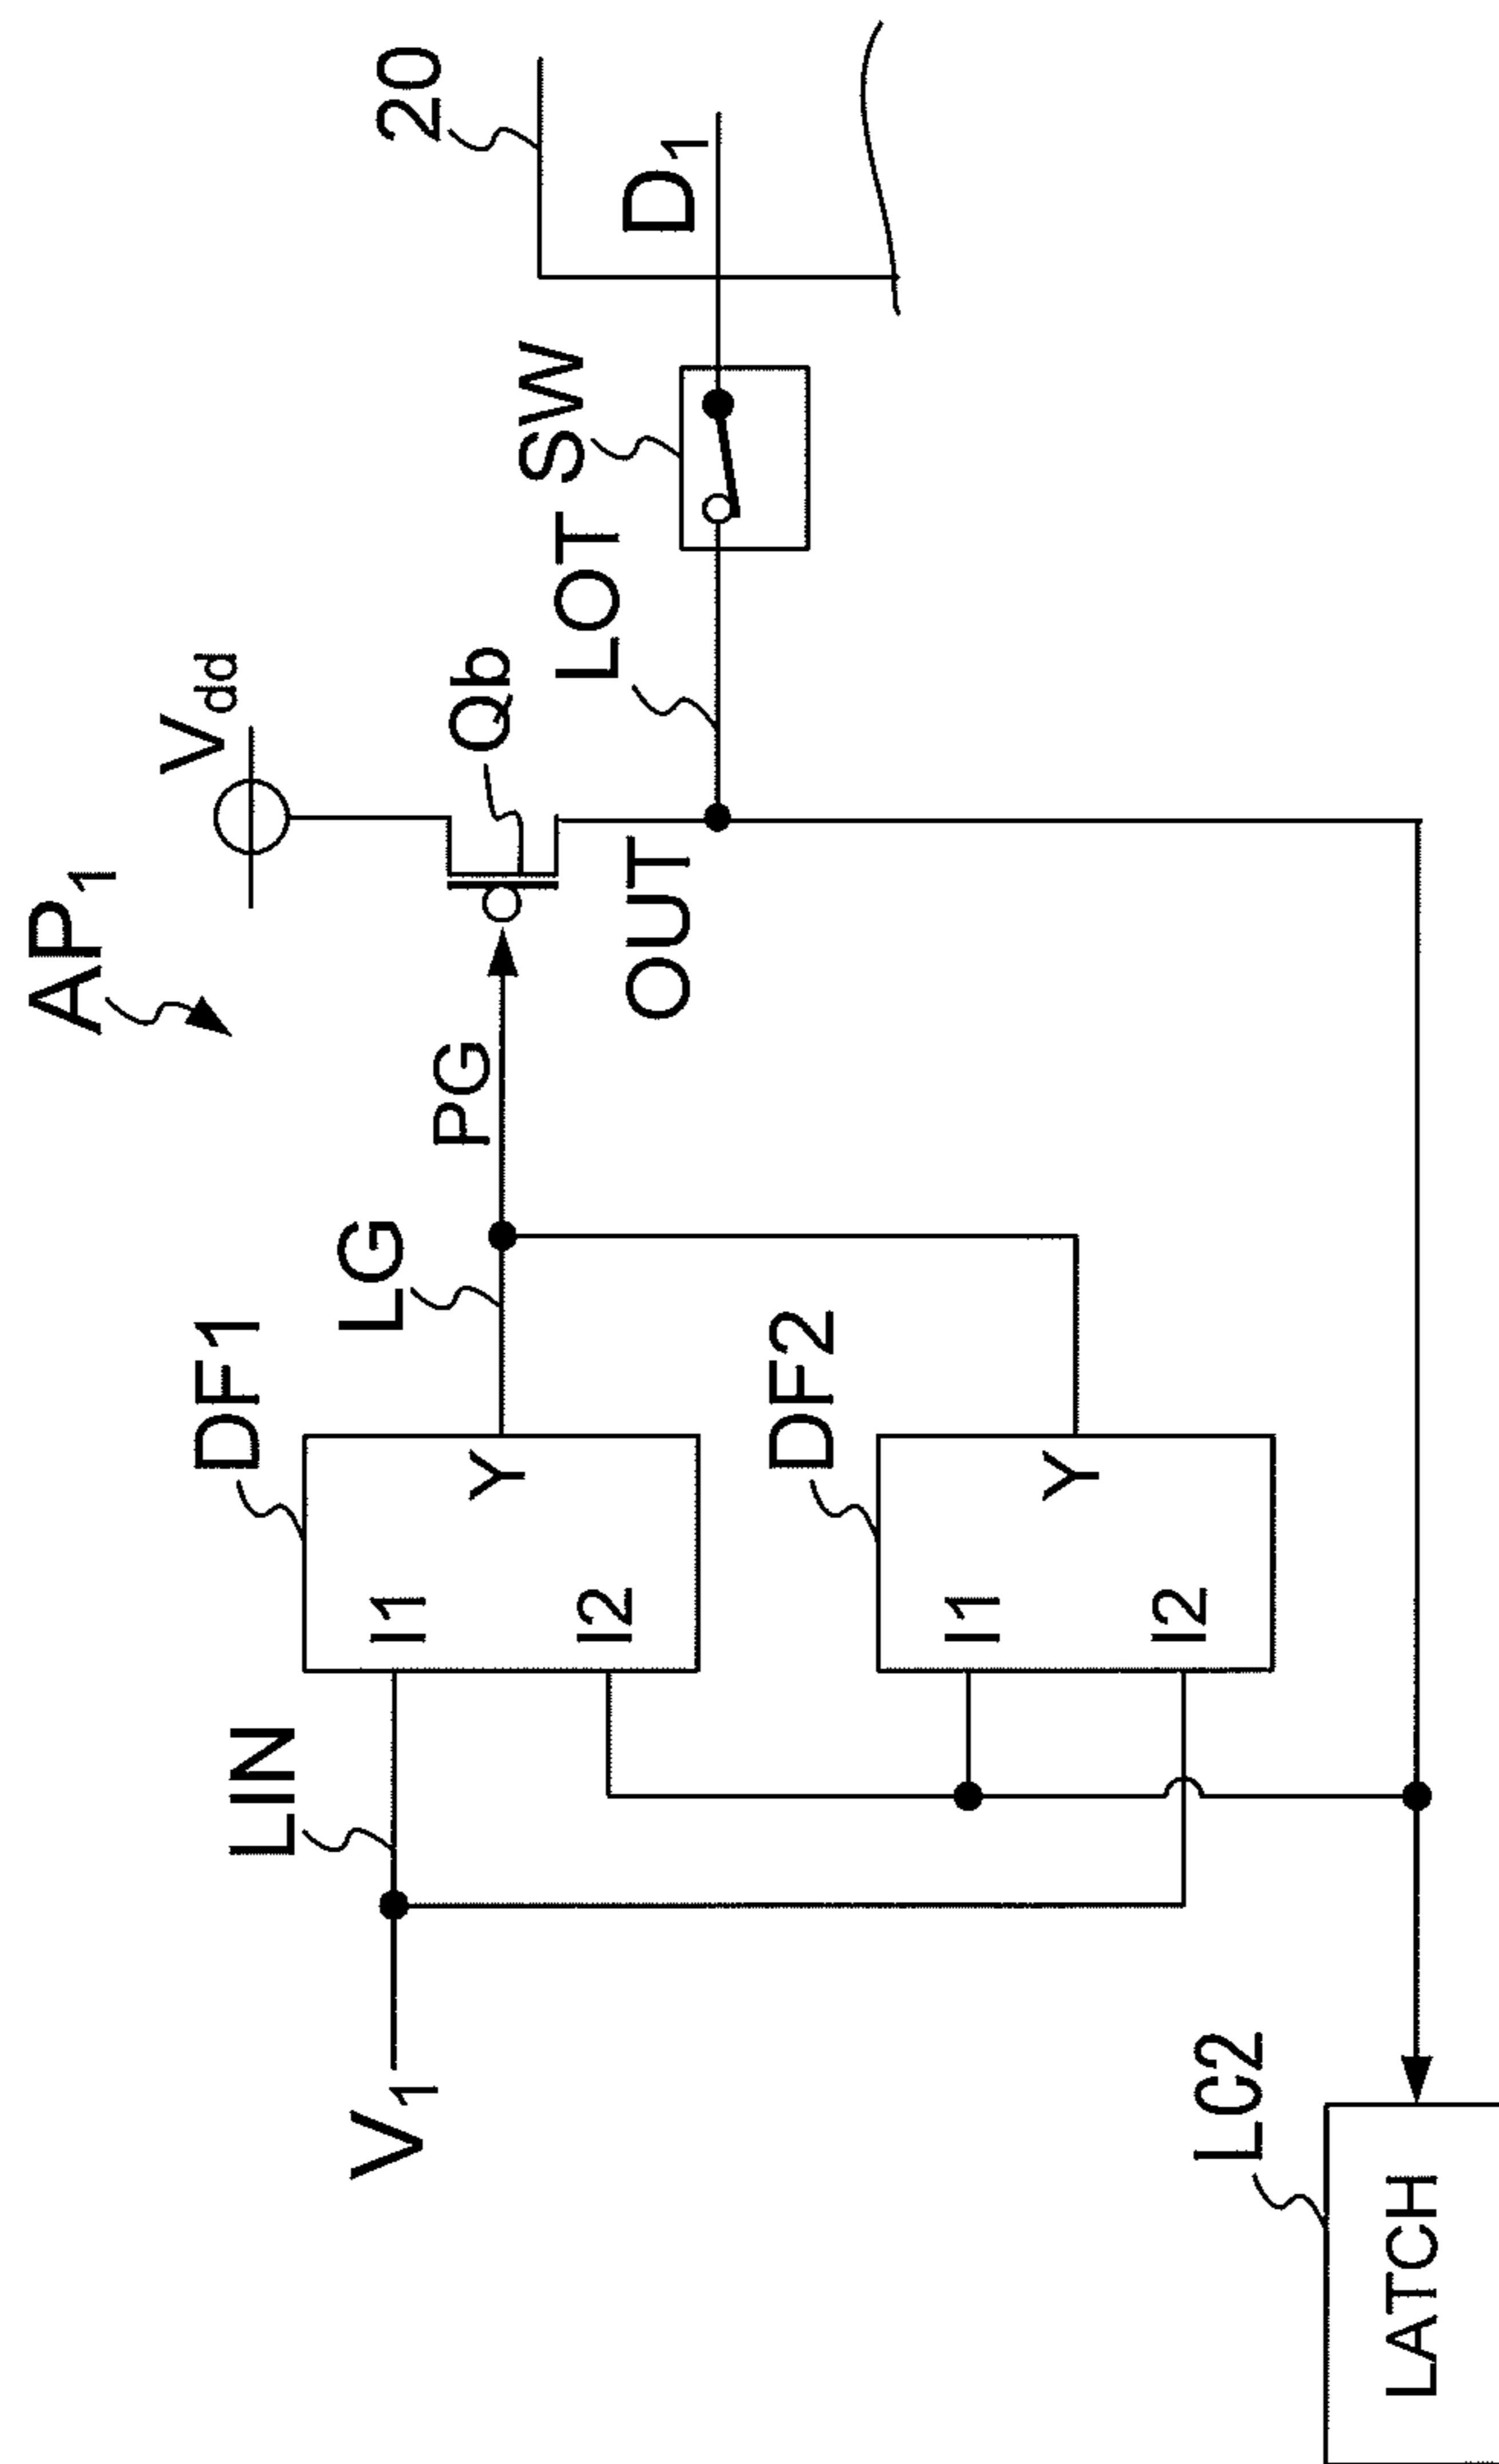 AP1
Vdd
20
Qb
D1
SW
LOT
OUT
PG
LG
DF1
LIN
I1
Y
I2
V1
DF2
I1
Y
I2
LC2
LATCH